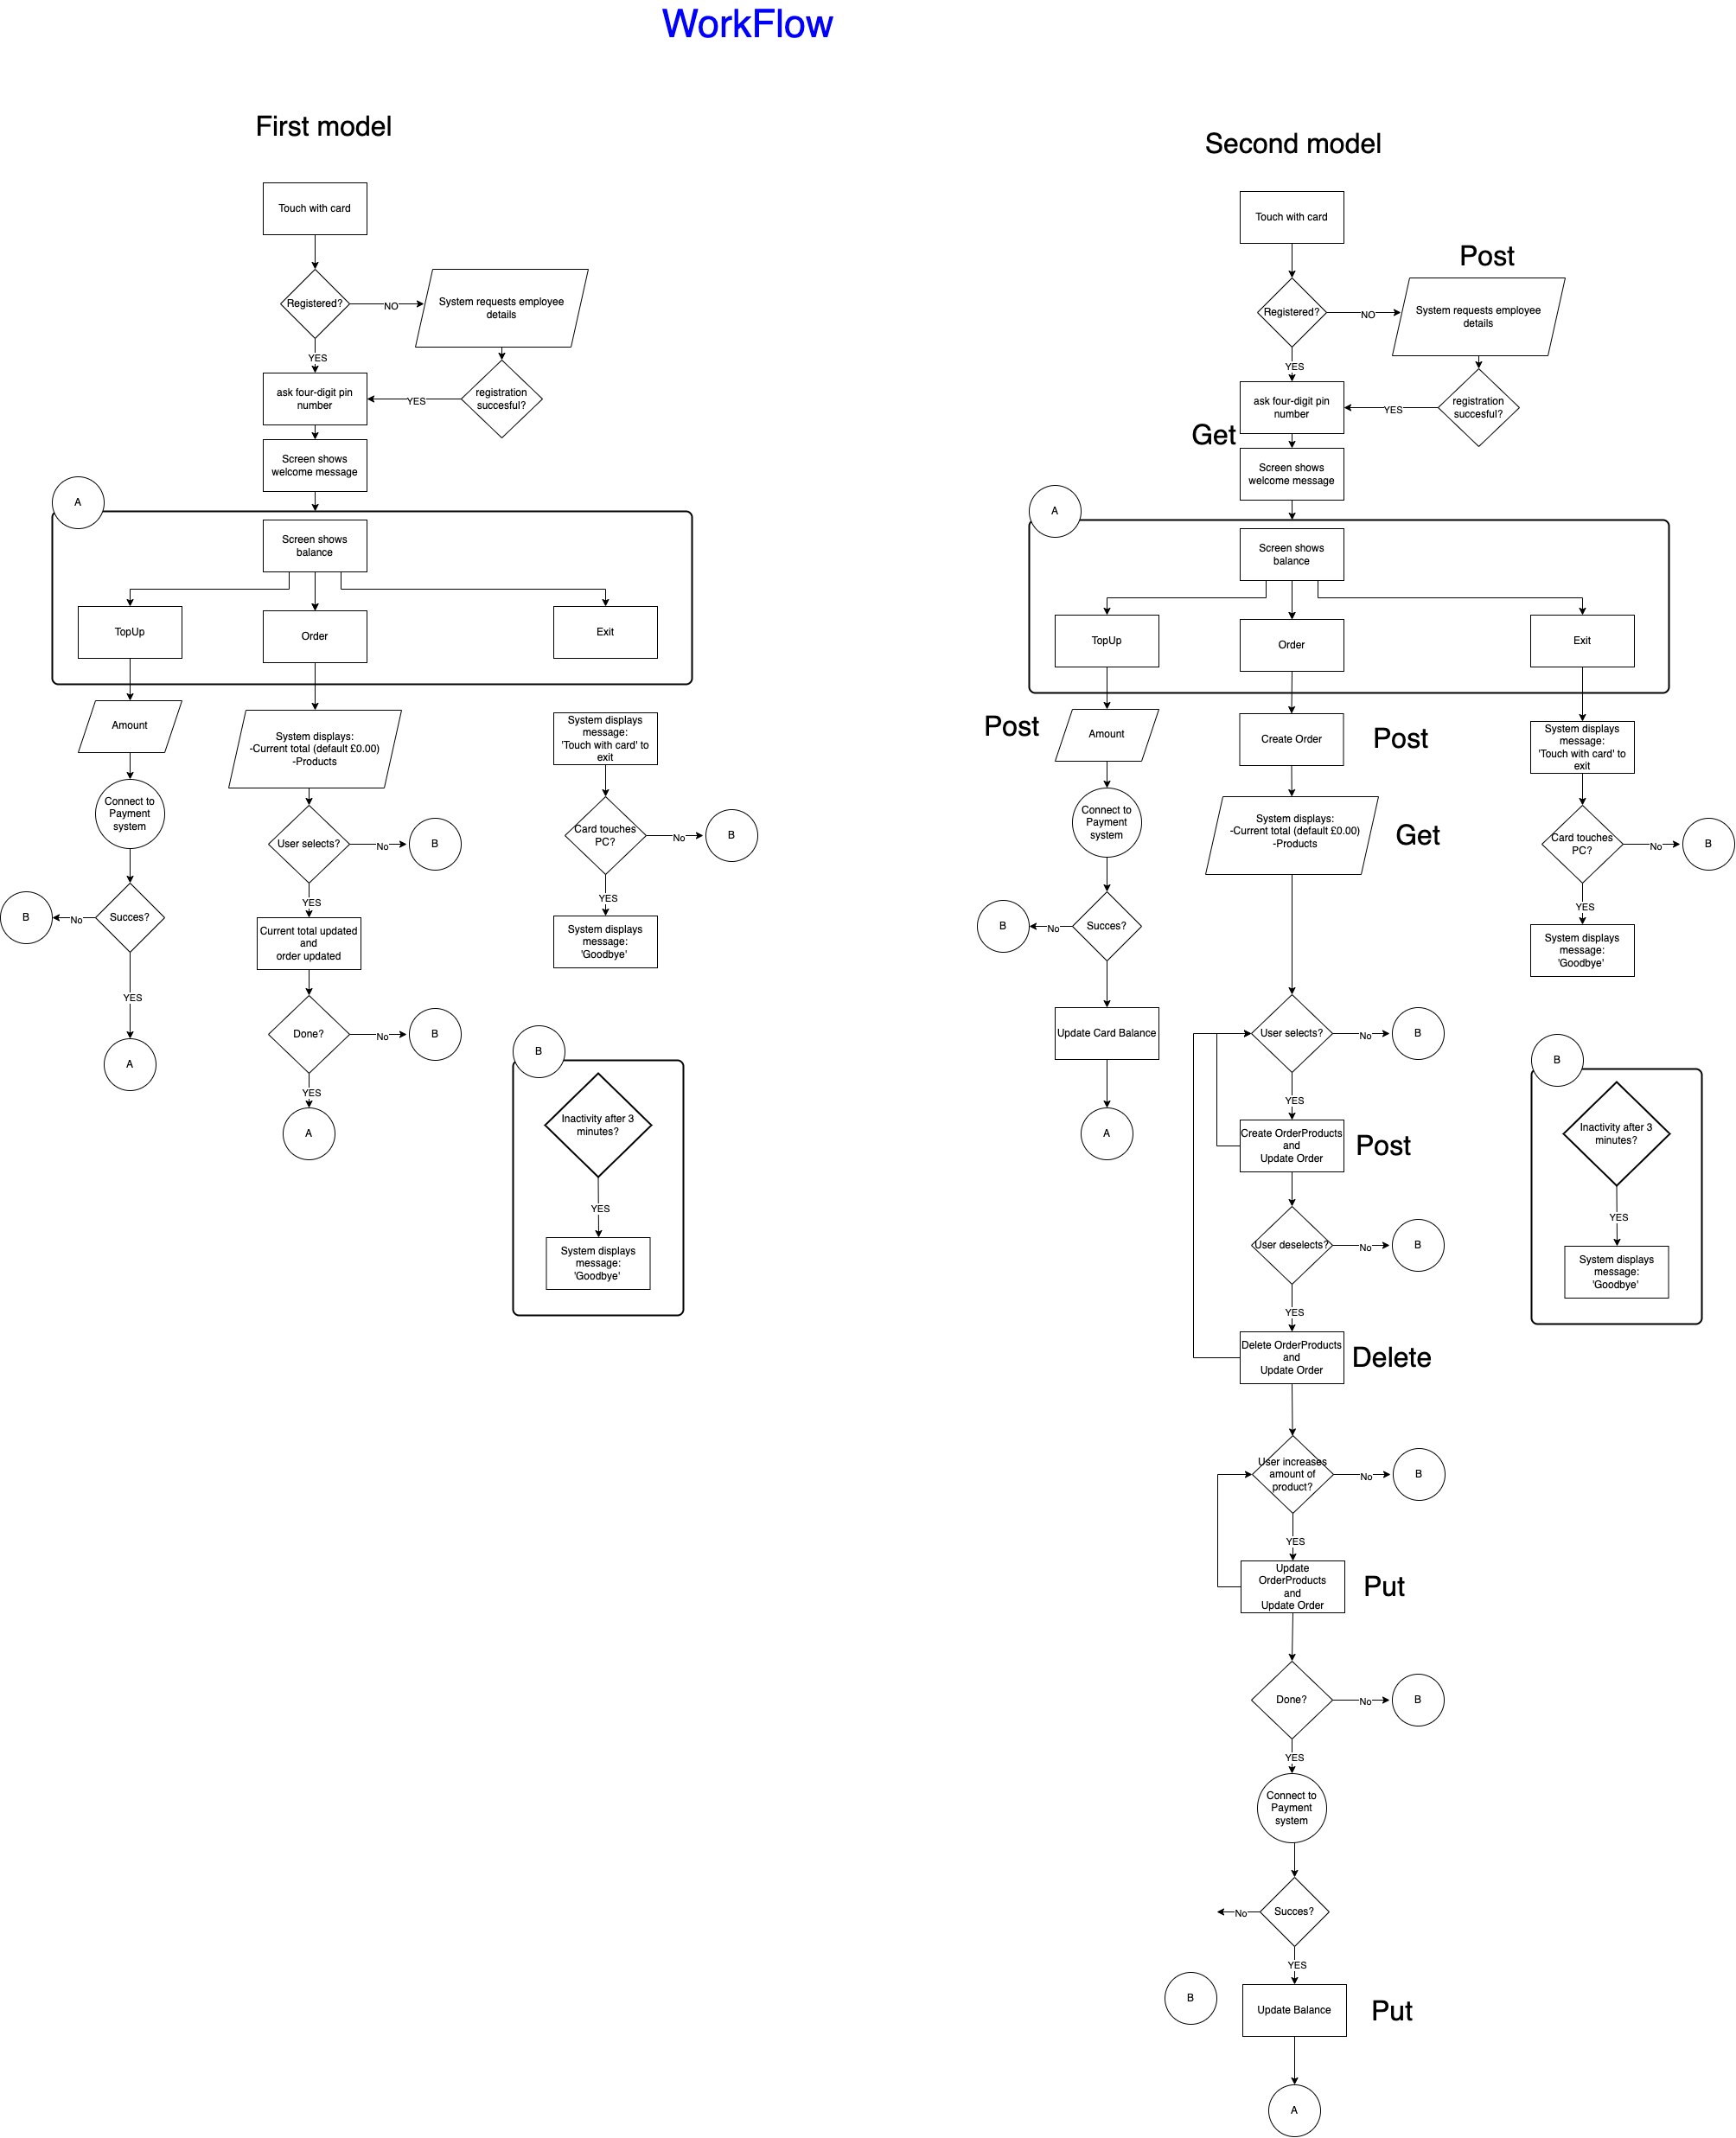 WorkFlow
First model
Touch with card
Registered?
NO
System requests employee
details
YES
ask four-digit pin
number
YES
registration
succesful?
Screen shows
welcome message
A
Screen shows
balance
TopUp
Order
Exit
Amount
Connect to
Payment
system
Succes?
No
B
YES
A
System displays:
-Current total (default £0.00)
-Products
User selects?
No
B
YES
Current total updated
and
order updated
Done?
No
B
YES
A
System displays
message:
'Touch with card' to
exit
Card touches
PC?
No
B
YES
System displays
message:
'Goodbye'
B
Inactivity after 3
minutes?
YES
System displays
message:
'Goodbye'
Second model
Touch with card
Post
Registered?
NO
System requests employee
details
YES
ask four-digit pin
number
YES
registration
succesful?
Get
Screen shows
welcome message
A
Screen shows
balance
TopUp
Order
Exit
Post
Amount
Connect to
Payment
system
Succes?
No
B
Update Card Balance
A
Create Order
Post
System displays:
-Current total (default £0.00)
-Products
Get
User selects?
No
B
YES
Create OrderProducts
and
Update Order
Post
User deselects?
No
B
YES
Delete OrderProducts
and
Update Order
Delete
User increases
amount of
product?
No
B
YES
Update
OrderProducts
and
Update Order
Put
Done?
No
B
YES
Connect to
Payment
system
Succes?
No
YES
B
Update Balance
Put
A
System displays
message:
'Touch with card' to
exit
Card touches
PC?
No
B
YES
System displays
message:
'Goodbye'
B
Inactivity after 3
minutes?
YES
System displays
message:
'Goodbye'